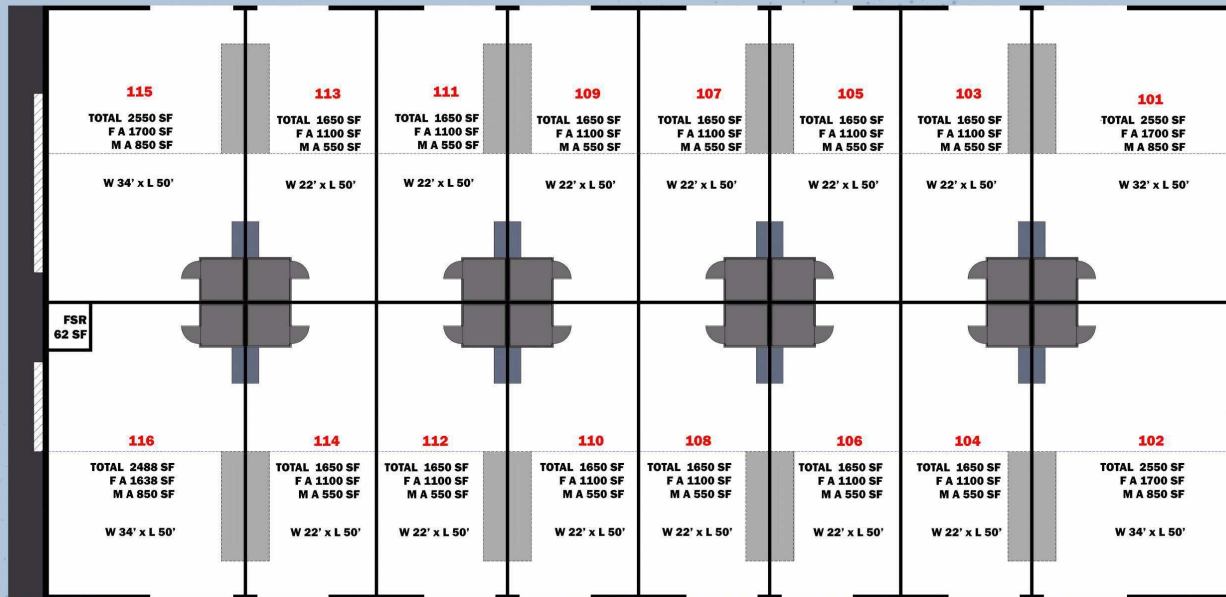 115
TOTAL 2550 SF
F A 1700 SF
M A 850 SF
W 34' x L 50'
113
TOTAL 1650 SF
F A 1100 SF
M A 550 SF
W 22' x L 50'
111
TOTAL 1650 SF
F A 1100 SF
M A 550 SF
W 22' x L 50'
109
TOTAL 1650 SF
F A 1100 SF
M A 550 SF
W 22' x L 50'
107
TOTAL 1650 SF
F A 1100 SF
M A 550 SF
W 22' x L 50'
105
TOTAL 1650 SF
F A 1100 SF
M A 550 SF
W 22' x L 50'
103
TOTAL 1650 SF
F A 1100 SF
M A 550 SF
W 22' x L 50'
101
TOTAL 2550 SF
F A 1700 SF
M A 850 SF
W 32' x L 50'
FSR
62 SF
116
TOTAL 2488 SF
F A 1638 SF
M A 850 SF
W 34' x L 50'
114
TOTAL 1650 SF
F A 1100 SF
M A 550 SF
W 22' x L 50'
112
TOTAL 1650 SF
F A 1100 SF
M A 550 SF
W 22' x L 50'
110
TOTAL 1650 SF
F A 1100 SF
M A 550 SF
W 22' x L 50'
108
TOTAL 1650 SF
F A 1100 SF
M A 550 SF
W 22' x L 50'
106
TOTAL 1650 SF
F A 1100 SF
M A 550 SF
W 22' x L 50'
104
TOTAL 1650 SF
F A 1100 SF
M A 550 SF
W 22' x L 50'
102
TOTAL 2550 SF
F A 1700 SF
M A 850 SF
W 34' x L 50'